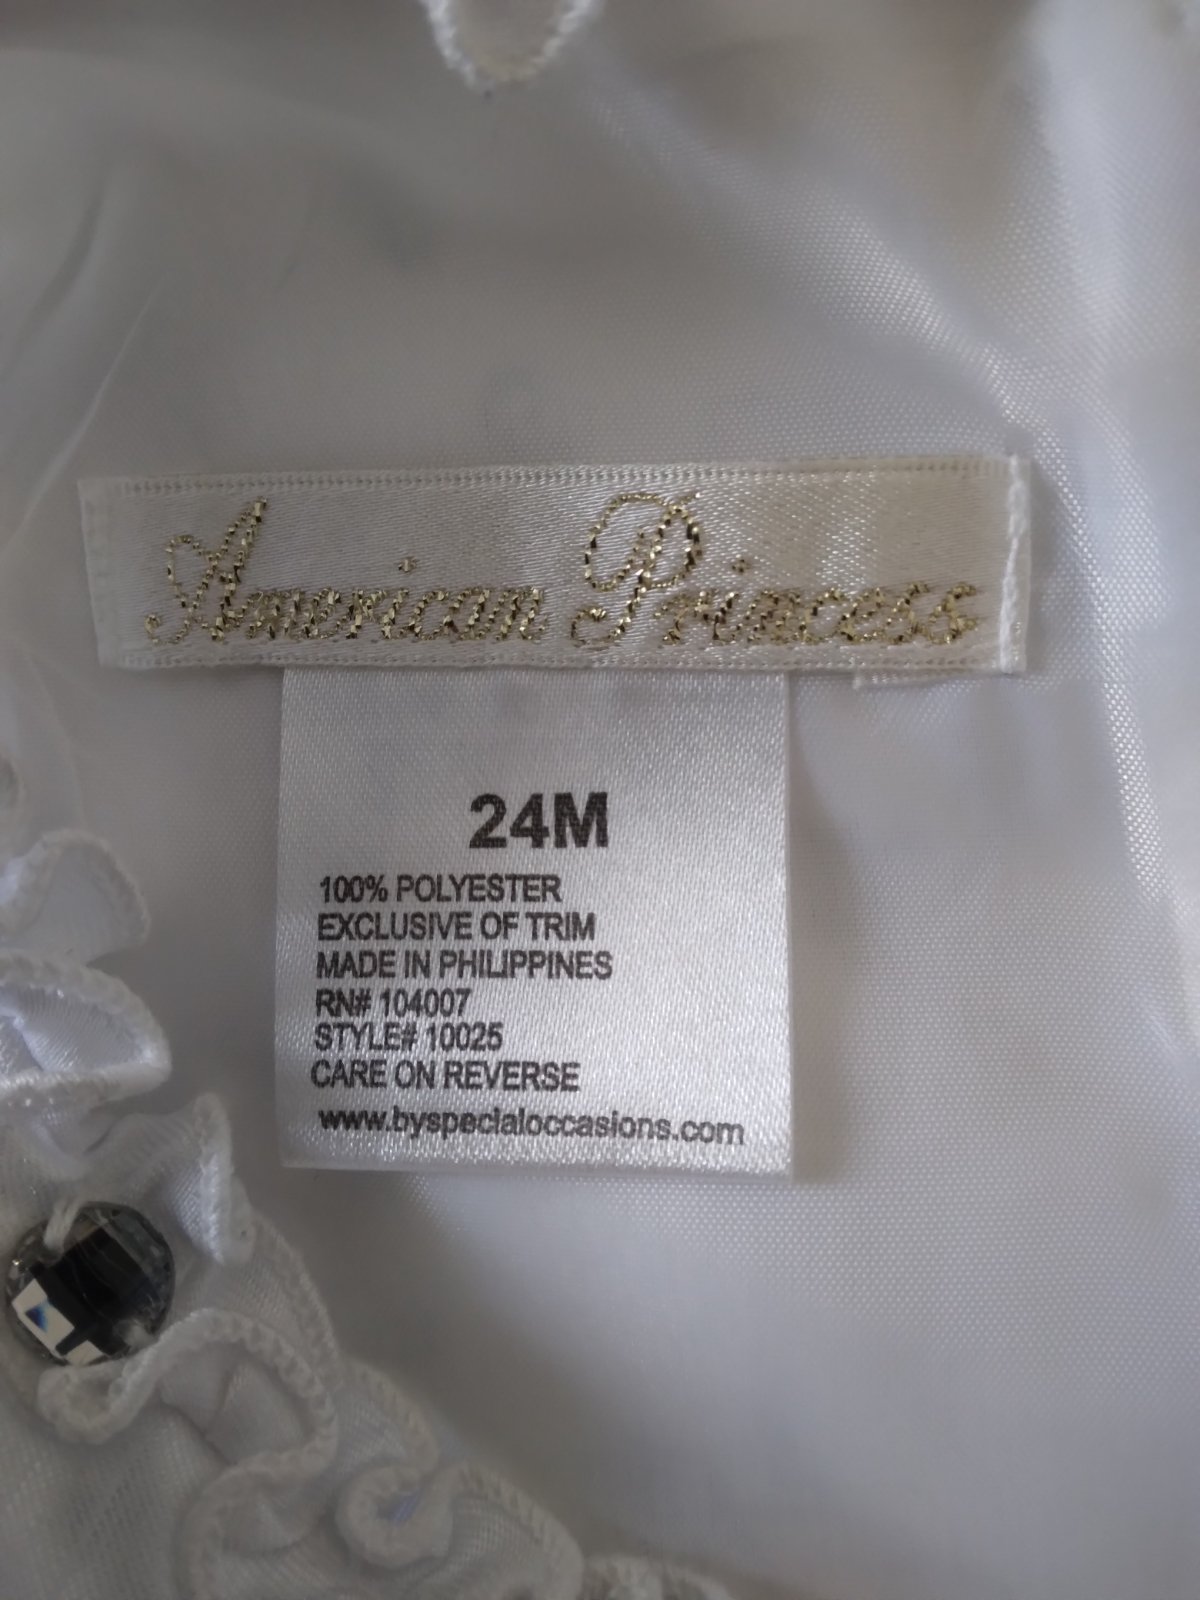 American Princess
24M
100% POLYESTER
EXCLUSIVE OF TRIM
MADE IN PHILIPPINES
RN# 104007
STYLE# 10025
CARE ON REVERSE
www.byspecialoccasions.com